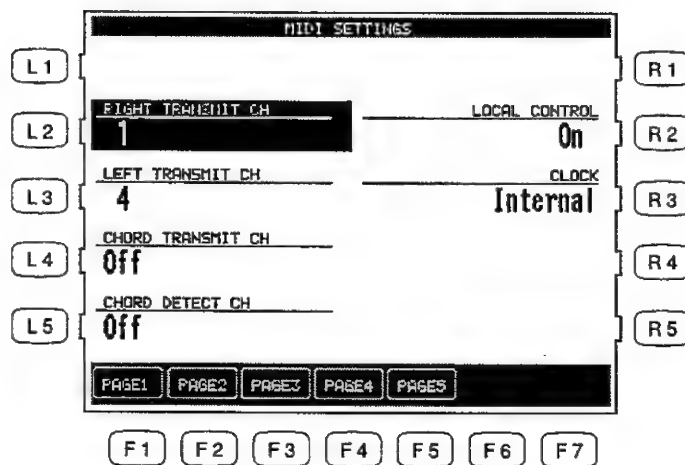 MIDI SETTINGS
L1
R1
RIGHT TRANSMIT CH
1
LOCAL CONTROL
On
L2
R2
LEFT TRANSMIT CH
4
CLOCK
Internal
L3
R3
CHORD TRANSMIT CH
Off
L4
R4
CHORD DETECT CH
Off
L5
R5
PAGE1 PAGE2 PAGE3 PAGE4 PAGE5
F1 F2 F3 F4 F5 F6 F7